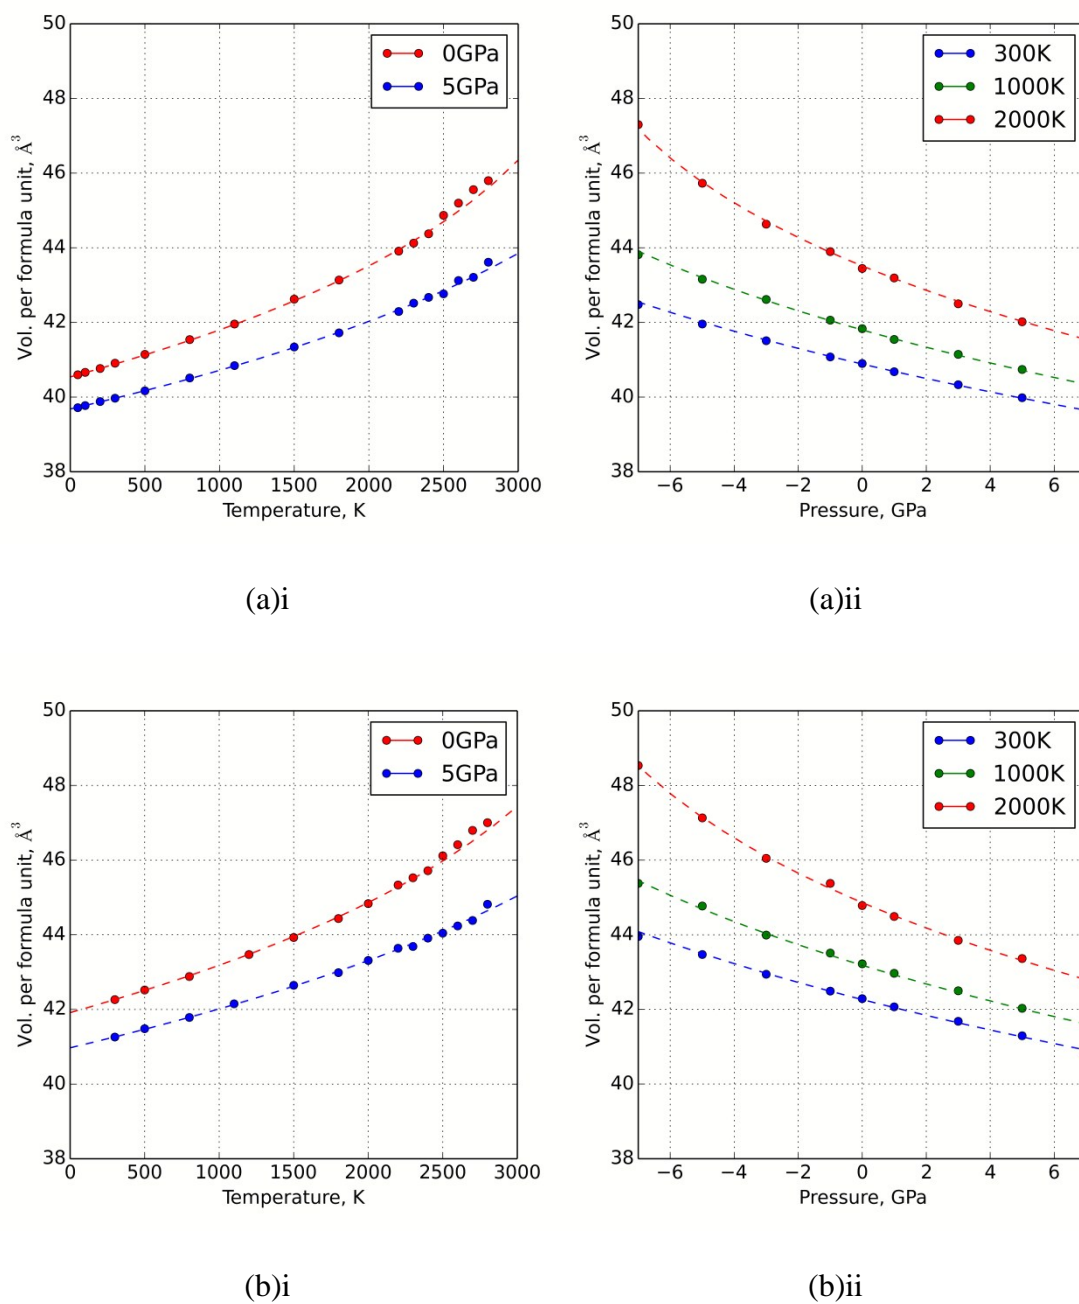 50
48
46
44
42
40
38
Vol. per formula unit, Å³
0GPa
5GPa
0 500 1000 1500 2000 2500 3000
Temperature, K
(a)i
50
48
46
44
42
40
38
Vol. per formula unit, Å³
300K
1000K
2000K
−6 −4 −2 0 2 4 6
Pressure, GPa
(a)ii
50
48
46
44
42
40
38
Vol. per formula unit, Å³
0GPa
5GPa
0 500 1000 1500 2000 2500 3000
Temperature, K
(b)i
50
48
46
44
42
40
38
Vol. per formula unit, Å³
300K
1000K
2000K
−6 −4 −2 0 2 4 6
Pressure, GPa
(b)ii